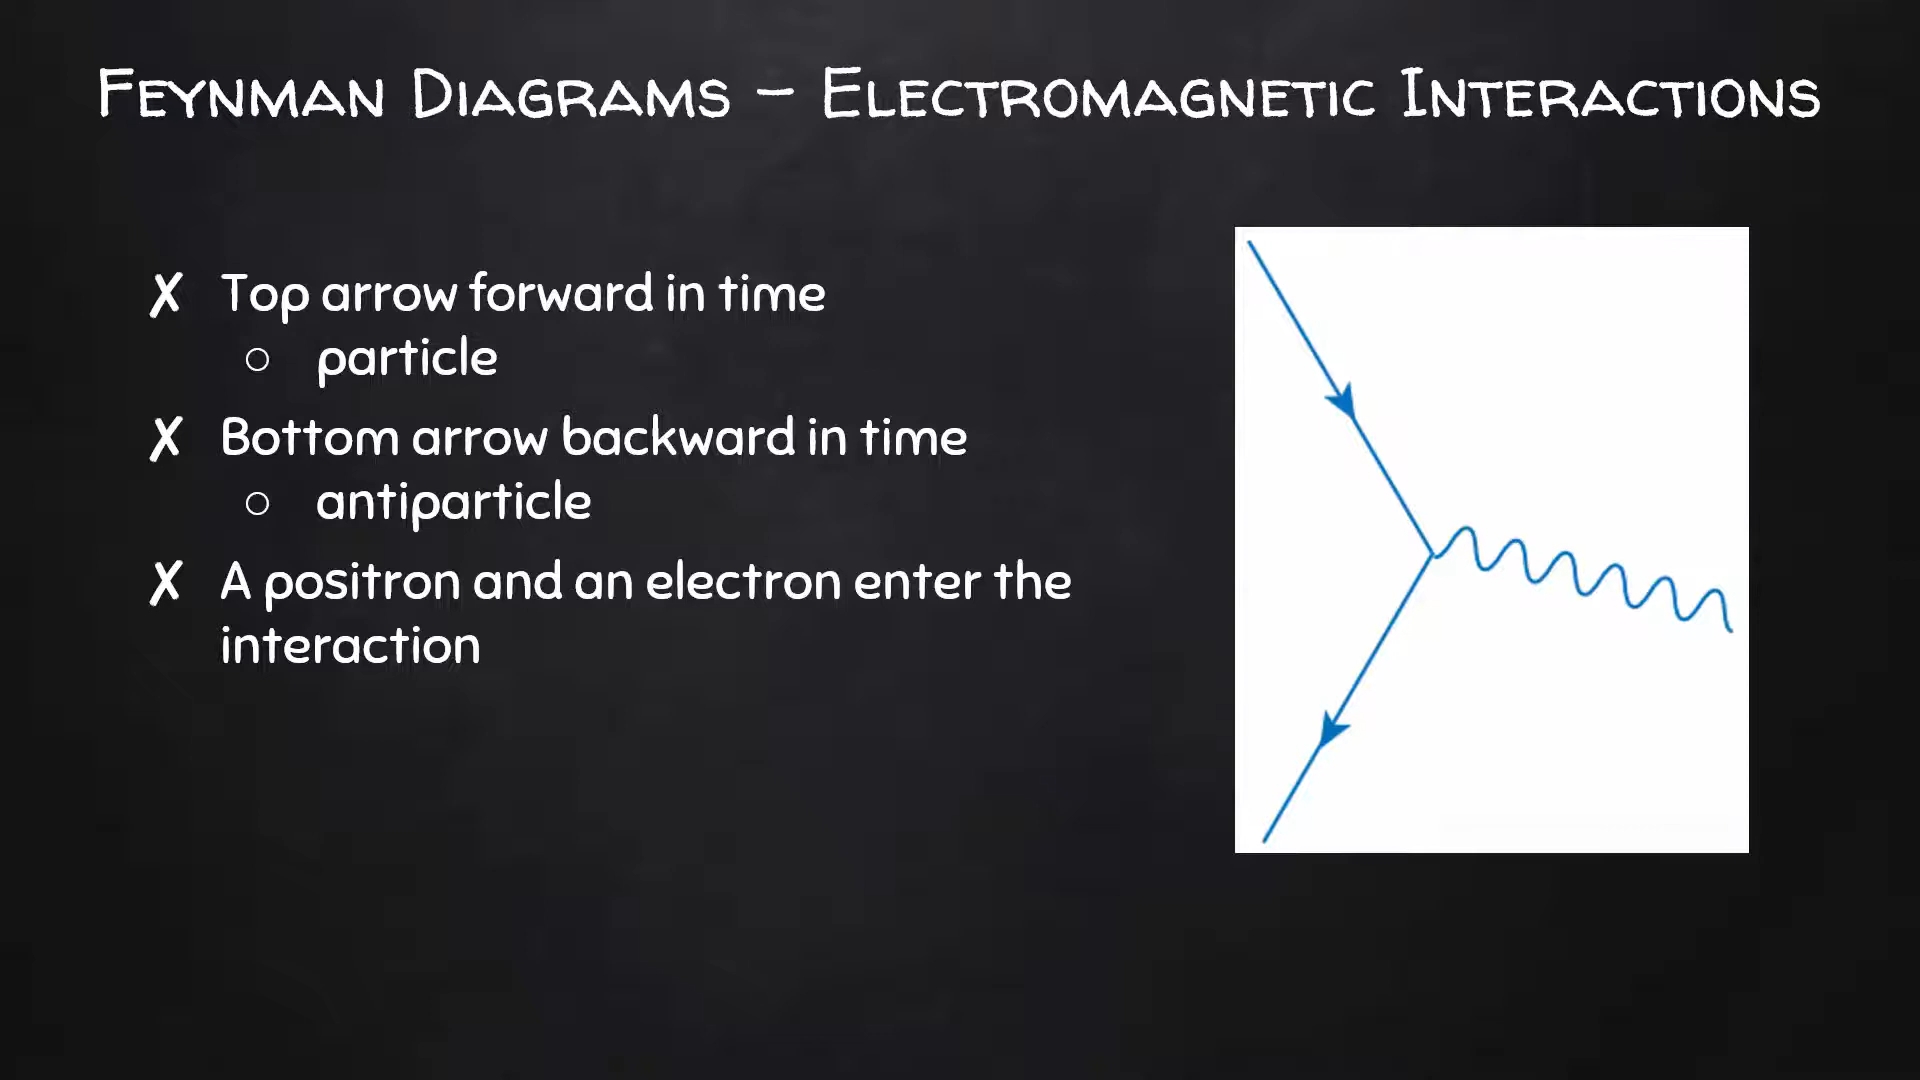 Feynman Diagrams - Electromagnetic Interactions
✗ Top arrow forward in time
○ particle
✗ Bottom arrow backward in time
○ antiparticle
✗ A positron and an electron enter the
interaction